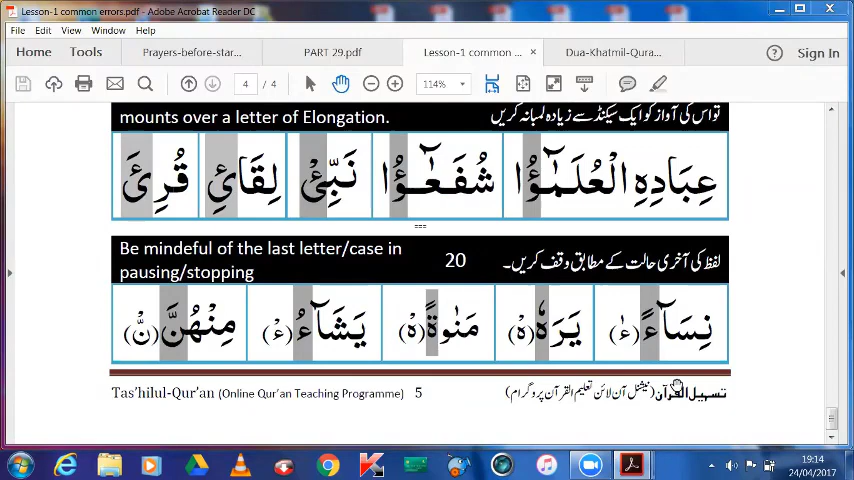 Lesson-1 common errors.pdf - Adobe Acrobat Reader DC
File Edit View Window Help
Home Tools Prayers-before-star... PART 29.pdf Lesson-1 common ... × Dua-Khatmil-Qura... Sign In
4 / 4 114%
mounts over a letter of Elongation. تو اس کی آواز کو ایک سیکنڈ سے زیادہ لمبا نہ کریں
عِبَادِهِ الْعُلَمٰٓؤُا شُفَعٰٓؤُا نَبِّئْ لِقَائِ قُرِئَ
===
Be mindeful of the last letter/case in 20 لفظ کی آخری حالت کے مطابق وقف کریں۔
pausing/stopping
نِسَآءً (ءٰ) يَرَهٗ (هْ) مَنٰوةً (هْ) يَشَآءُ (ءْ) مِنْهُنَّ (نّْ)
Tas'hilul-Qur'an (Online Qur'an Teaching Programme) 5 تسہیل القرآن (نیشنل آن لائن تعلیم القرآن پروگرام)
19:14
24/04/2017